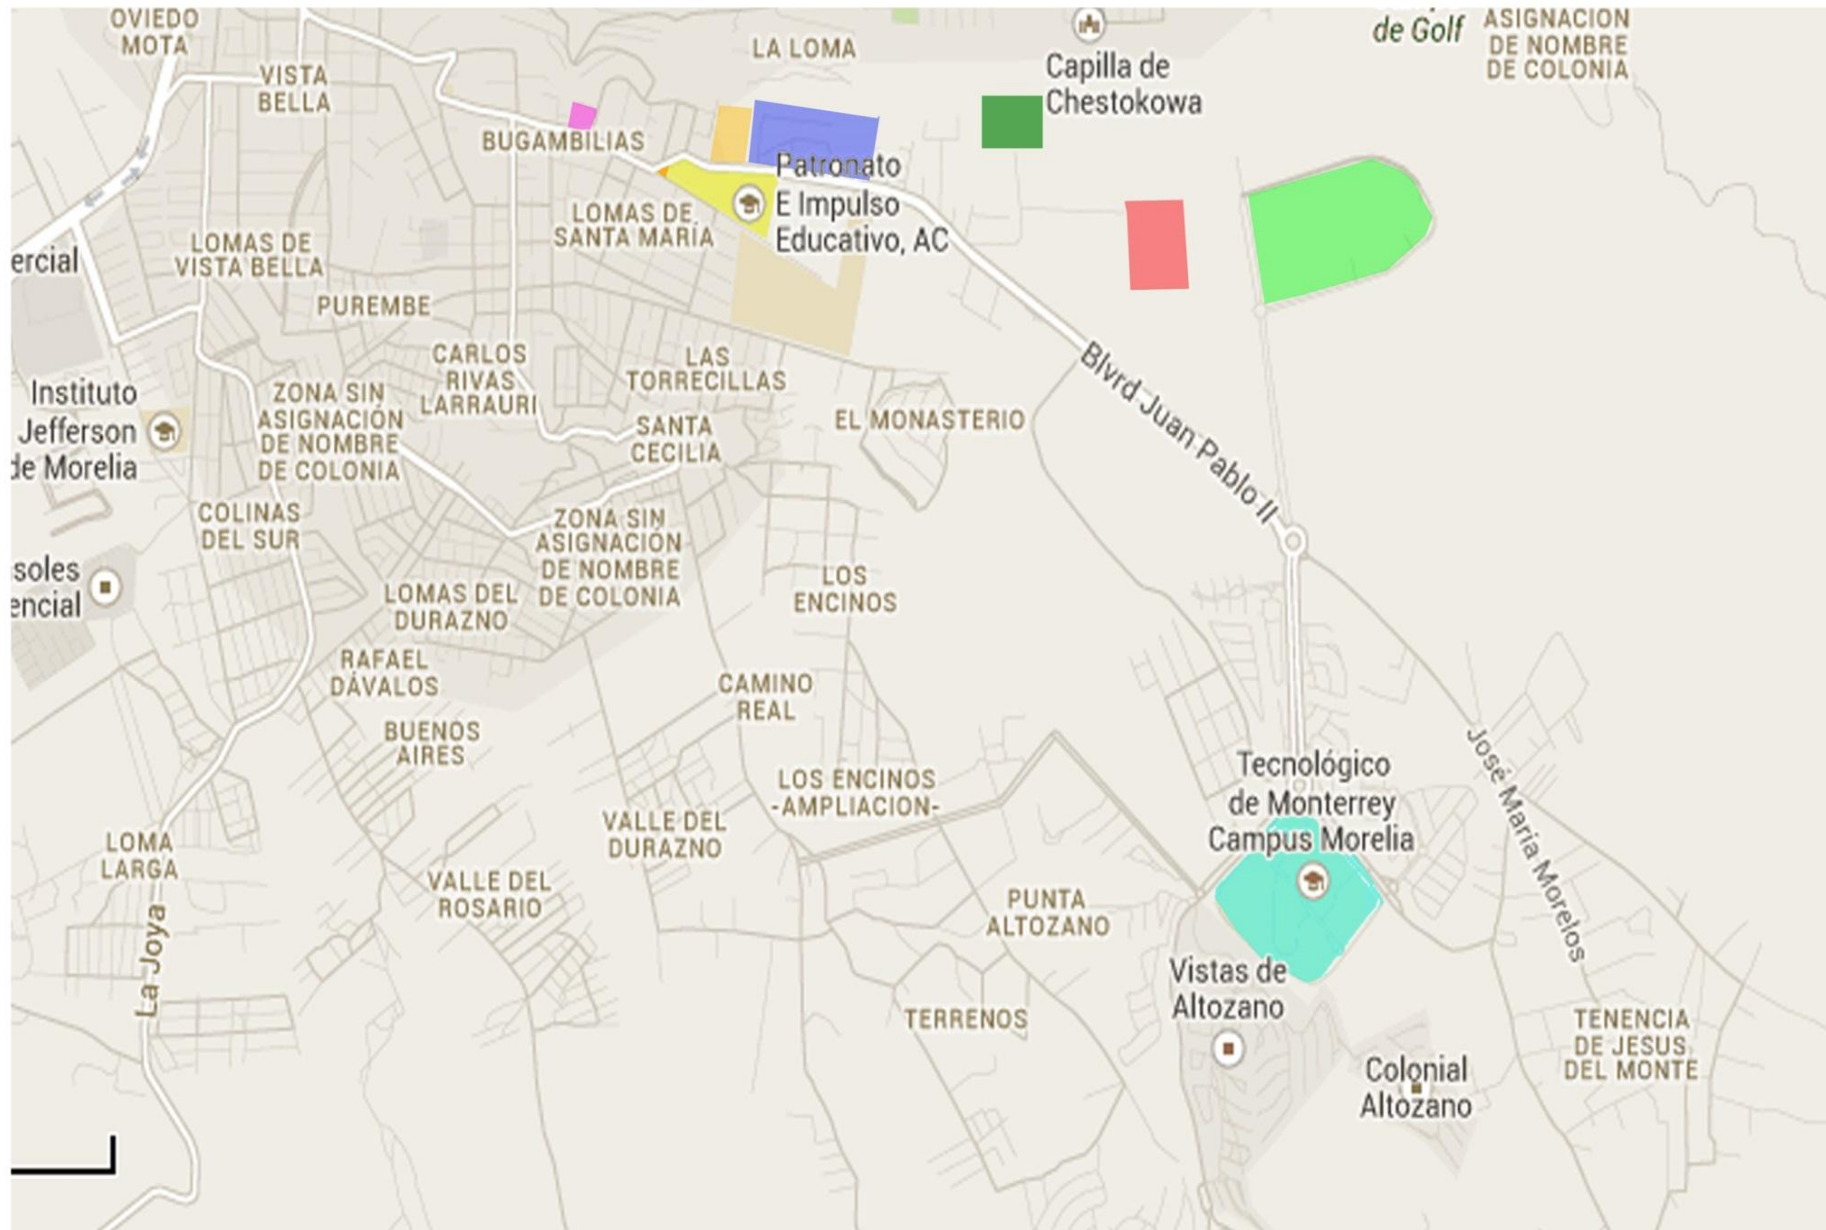 OVIEDO
MOTA
VISTA
BELLA
LA LOMA
Capilla de
Chestokowa
de Golf
ASIGNACION
DE NOMBRE
DE COLONIA
BUGAMBILIAS
Patronato
E Impulso
Educativo, AC
LOMAS DE
SANTA MARÍA
LOMAS DE
VISTA BELLA
ercial
PUREMBE
CARLOS
RIVAS
LARRAURI
LAS
TORRECILLAS
Blvrd Juan Pablo II
Instituto
Jefferson
de Morelia
ZONA SIN
ASIGNACIÓN
DE NOMBRE
DE COLONIA
SANTA
CECILIA
EL MONASTERIO
COLINAS
DEL SUR
ZONA SIN
ASIGNACIÓN
DE NOMBRE
DE COLONIA
soles
encial
LOMAS DEL
DURAZNO
LOS
ENCINOS
RAFAEL
DÁVALOS
CAMINO
REAL
BUENOS
AIRES
LOS ENCINOS
-AMPLIACION-
Tecnológico
de Monterrey
Campus Morelia
José María Morelos
VALLE DEL
DURAZNO
LOMA
LARGA
VALLE DEL
ROSARIO
PUNTA
ALTOZANO
La Joya
Vistas de
Altozano
TERRENOS
TENENCIA
DE JESUS
DEL MONTE
Colonial
Altozano